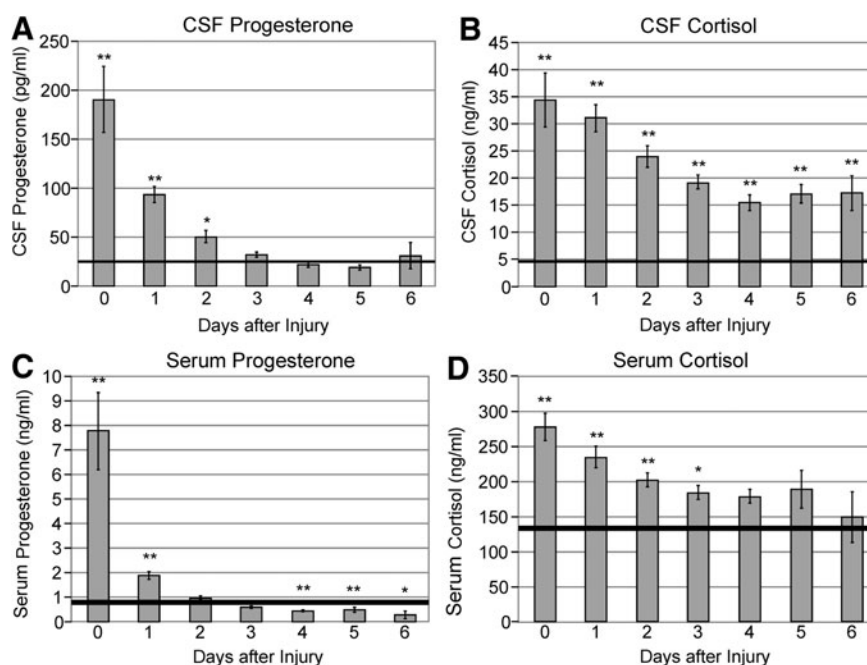 A
CSF Progesterone
CSF Progesterone (pg/ml)
250
200
150
100
50
0
** ** *
0 1 2 3 4 5 6
Days after Injury
B
CSF Cortisol
CSF Cortisol (ng/ml)
45
40
35
30
25
20
15
10
5
0
** ** ** ** ** ** **
0 1 2 3 4 5 6
Days after Injury
C
Serum Progesterone
Serum Progesterone (ng/ml)
10
9
8
7
6
5
4
3
2
1
0
** ** ** ** *
0 1 2 3 4 5 6
Days after Injury
D
Serum Cortisol
Serum Cortisol (ng/ml)
350
300
250
200
150
100
50
0
** ** ** *
0 1 2 3 4 5 6
Days after Injury